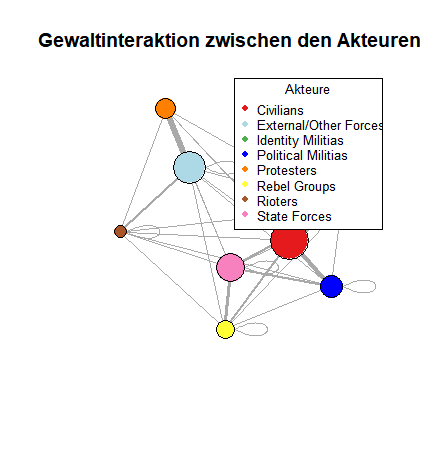 Gewaltinteraktion zwischen den Akteuren
Akteure
Civilians
External/Other Forces
Identity Militias
Political Militias
Protesters
Rebel Groups
Rioters
State Forces